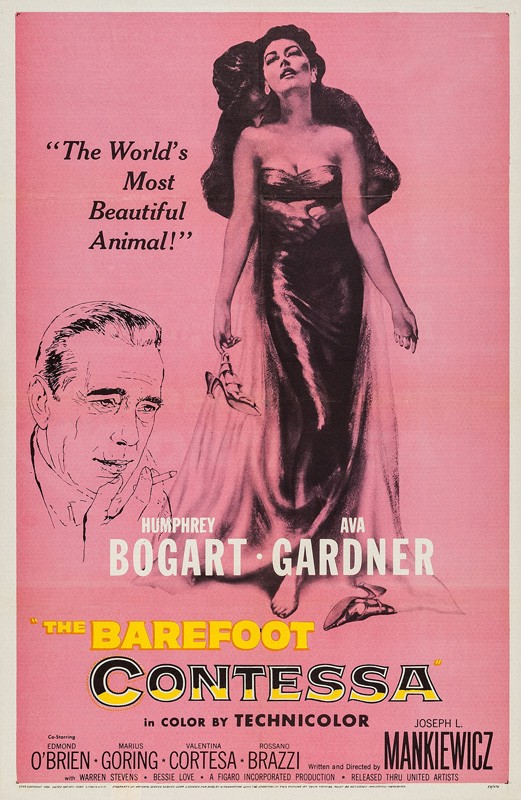 "The World's
Most
Beautiful
Animal!"
HUMPHREY AVA
BOGART · GARDNER
"THE BAREFOOT
CONTESSA"
in COLOR BY TECHNICOLOR
Co-Starring
EDMOND MARIUS VALENTINA ROSSANO
O'BRIEN · GORING · CORTESA · BRAZZI
Written and Directed by JOSEPH L. MANKIEWICZ
with WARREN STEVENS · BESSIE LOVE · A FIGARO INCORPORATED PRODUCTION · RELEASED THRU UNITED ARTISTS